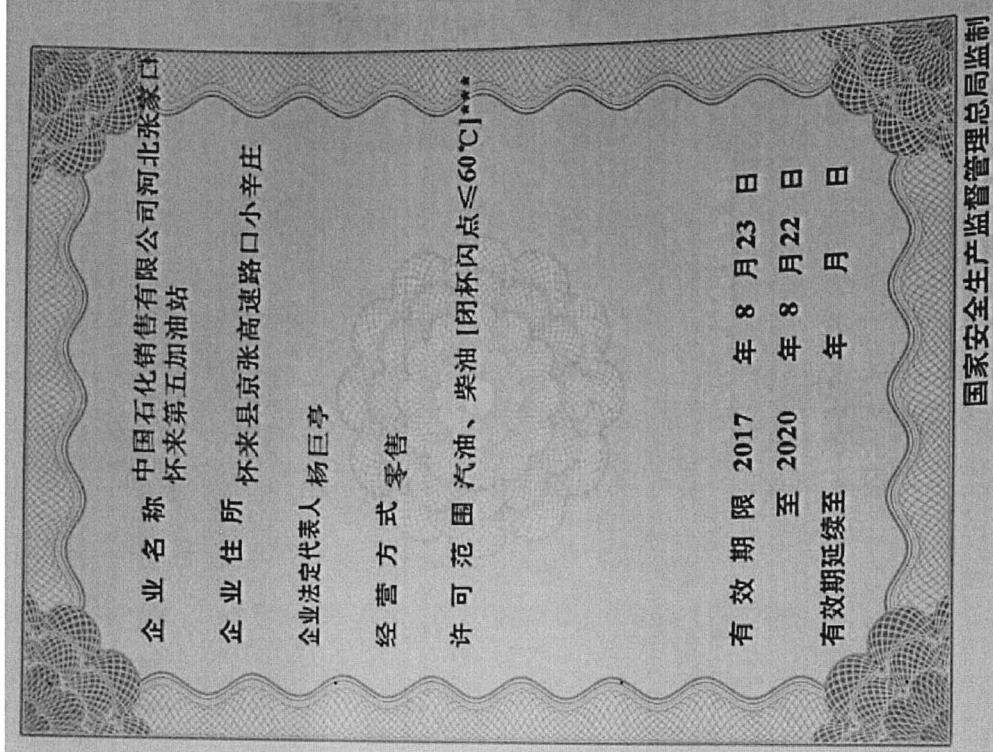 企业名称 中国石化销售有限公司河北张家口
怀来第五加油站
企业住所 怀来县京张高速路口小辛庄
企业法定代表人 杨巨亭
经营方式 零售
许可范围 汽油、柴油 [闭杯闪点≤60℃]***
有效期限 2017 年 8 月 23 日
至 2020 年 8 月 22 日
有效期延续至 年 月 日
国家安全生产监督管理总局监制